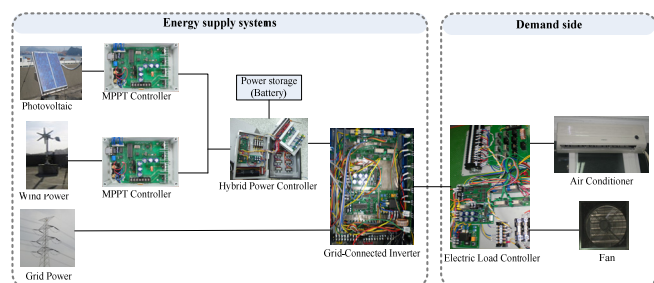 Energy supply systems
Demand side
Photovoltaic
MPPT Controller
Power storage
(Battery)
Wind Power
MPPT Controller
Hybrid Power Controller
Air Conditioner
Grid Power
Grid-Connected Inverter
Electric Load Controller
Fan